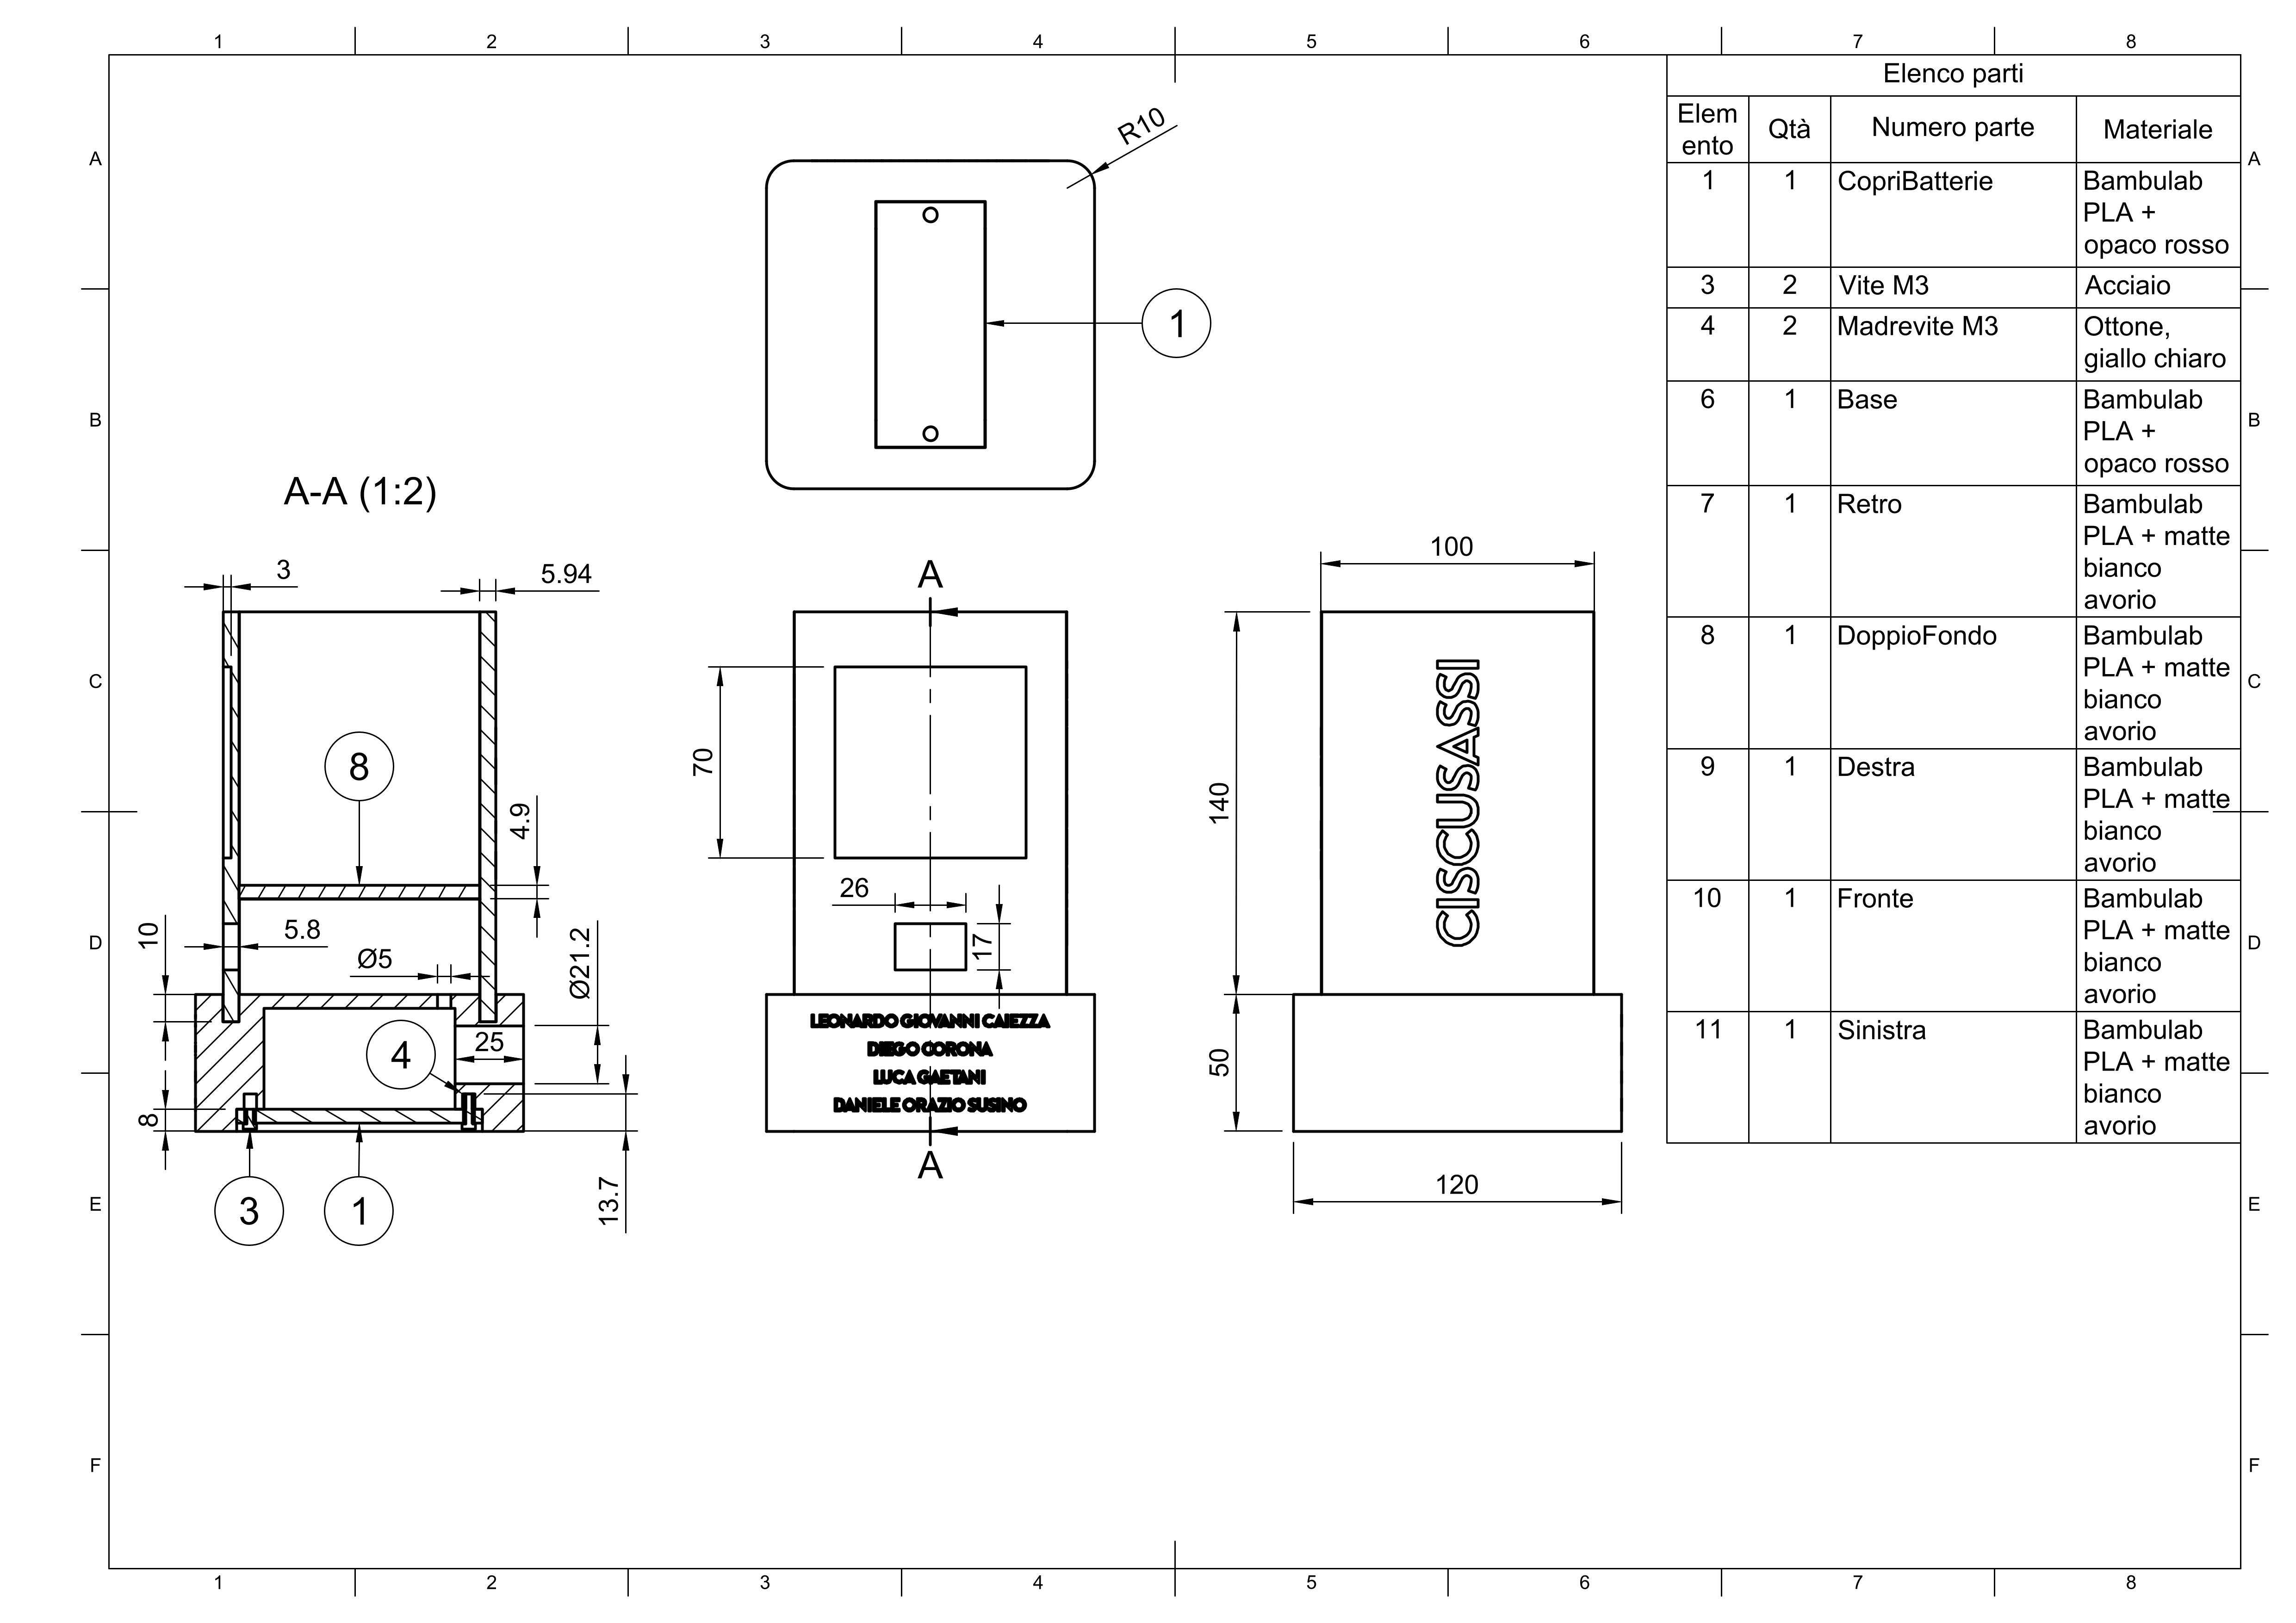 1 2 3 4 5 6 7 8
A
B
C
D
E
F
A
B
C
D
E
F
1 2 3 4 5 6 7 8
R10
1
A-A (1:2)
3
5.94
8
4.9
10
5.8
Ø5
Ø21.2
25
4
8
13.7
3
1
A
70
26
17
LEONARDO GIOVANNI CAIEZZA
DIEGO CORONA
LUCA GAETANI
DANIELE ORAZIO SUSINO
A
100
140
CISCUSASSI
50
120
Elenco parti
Elem
ento
Qtà
Numero parte
Materiale
1 1 CopriBatterie Bambulab
PLA +
opaco rosso
3 2 Vite M3 Acciaio
4 2 Madrevite M3 Ottone,
giallo chiaro
6 1 Base Bambulab
PLA +
opaco rosso
7 1 Retro Bambulab
PLA + matte
bianco
avorio
8 1 DoppioFondo Bambulab
PLA + matte
bianco
avorio
9 1 Destra Bambulab
PLA + matte
bianco
avorio
10 1 Fronte Bambulab
PLA + matte
bianco
avorio
11 1 Sinistra Bambulab
PLA + matte
bianco
avorio